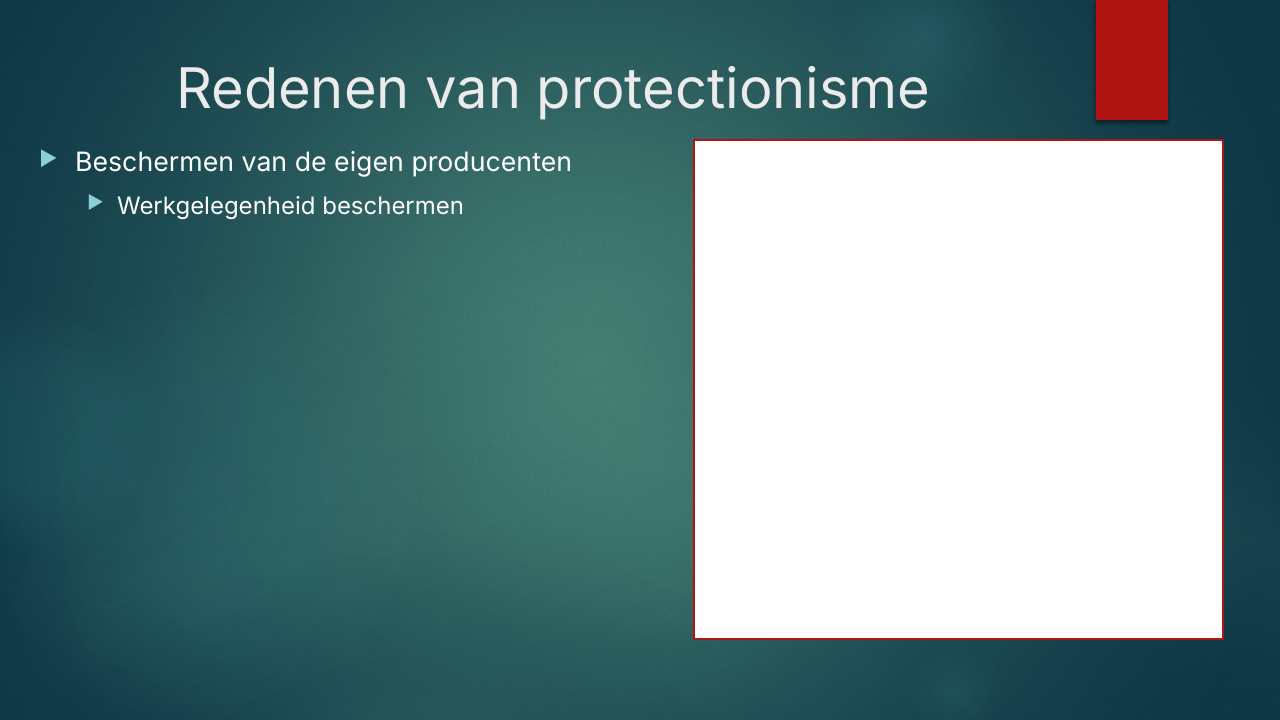 Redenen van protectionisme
Beschermen van de eigen producenten
Werkgelegenheid beschermen